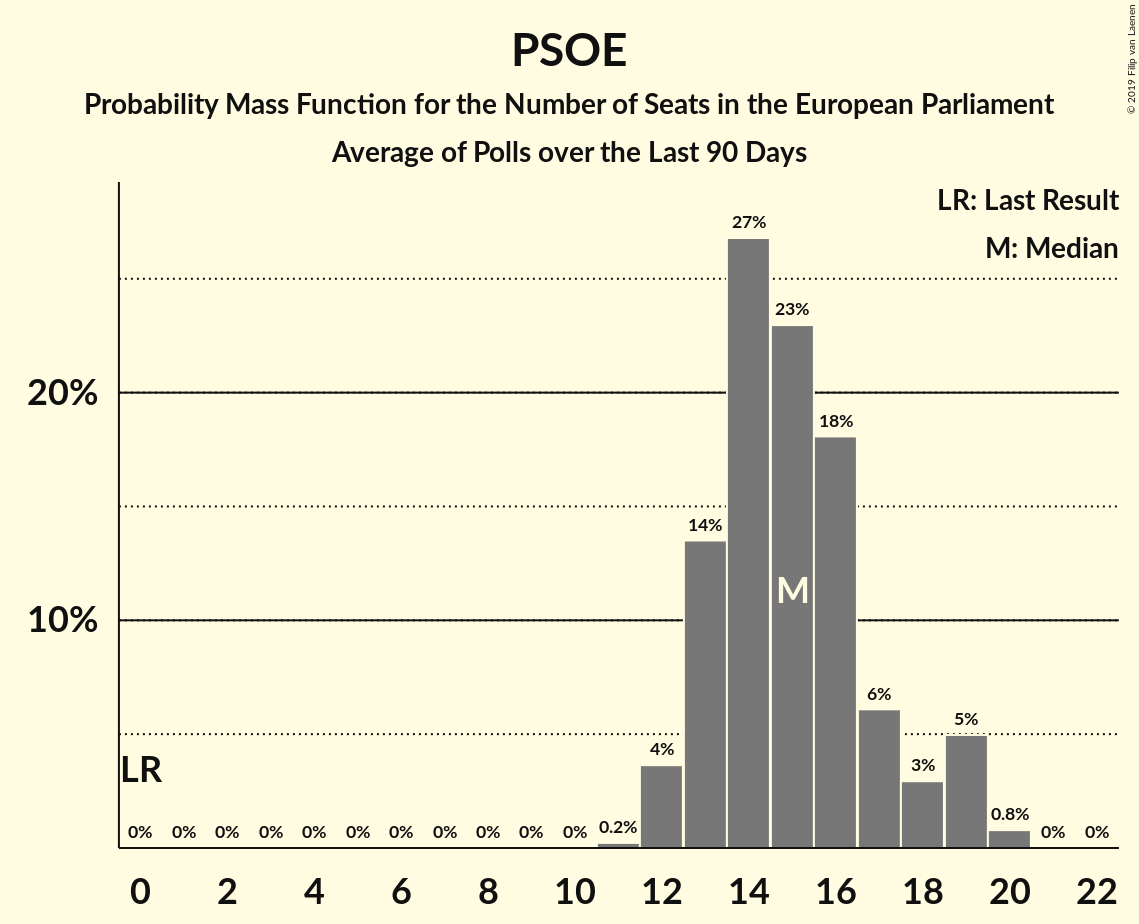 PSOE
Probability Mass Function for the Number of Seats in the European Parliament
Average of Polls over the Last 90 Days
© 2019 Filip van Laenen
LR: Last Result
M: Median
27%
23%
20%
18%
14%
M
10%
6%
5%
4%
3%
LR
0.8%
0.2%
0% 0% 0% 0% 0% 0% 0% 0% 0% 0% 0% 0% 0%
0 2 4 6 8 10 12 14 16 18 20 22